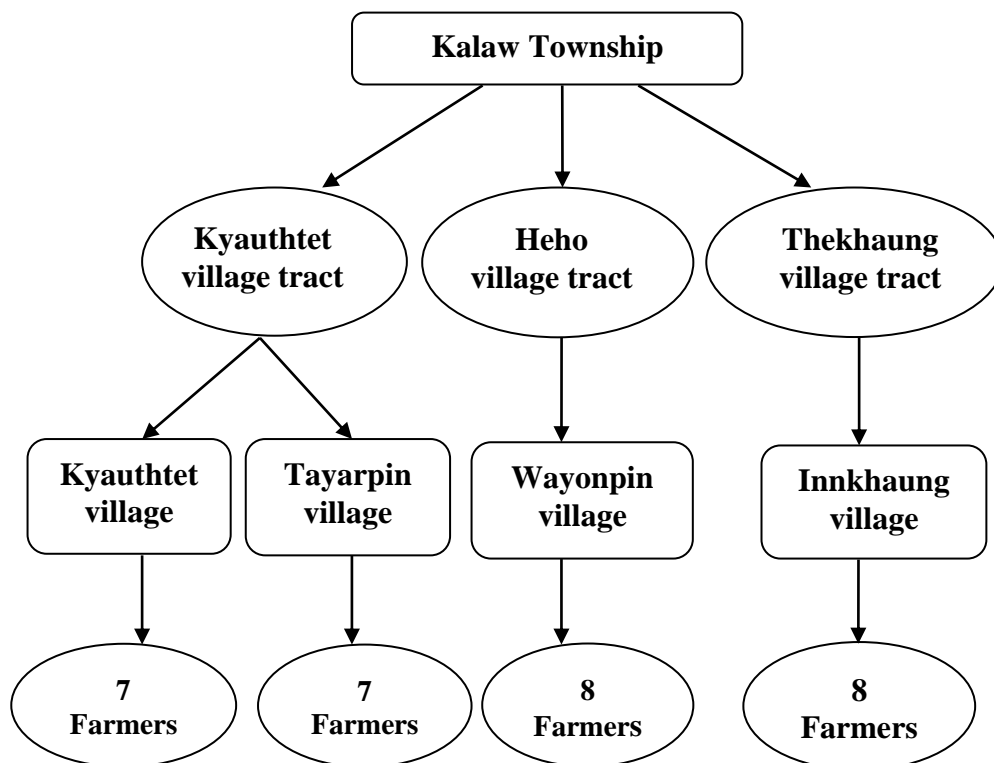 Kalaw Township
Kyauthtet
village tract
Heho
village tract
Thekhaung
village tract
Kyauthtet
village
Tayarpin
village
Wayonpin
village
Innkhaung
village
7
Farmers
7
Farmers
8
Farmers
8
Farmers